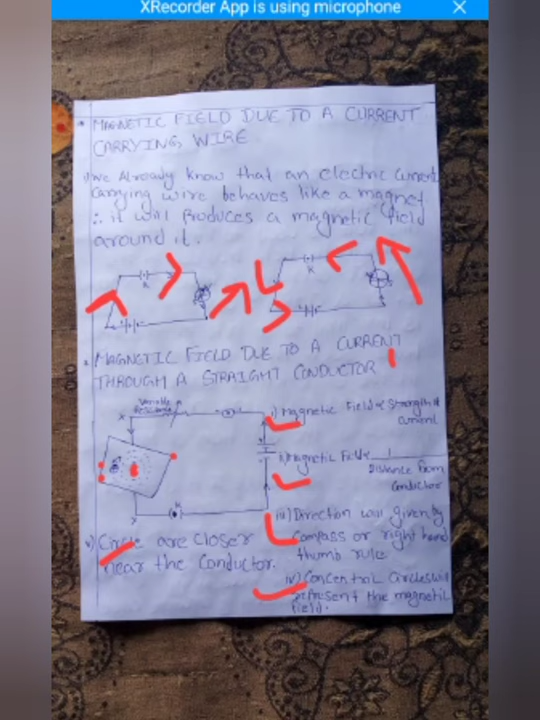 XRecorder App is using microphone
MAGNETIC FIELD DUE TO A CURRENT
CARRYING WIRE
We Already know that an electric current
Carrying wire behaves like a magnet
∴ it will Produces a magnetic field
around it.
K
K
MAGNETIC FIELD DUE TO A CURRENT
THROUGH A STRAIGHT CONDUCTOR
Variable
Resistance
X
i) Magnetic Field ∝ Strength of
current
ii) Magnetic Field ∝ 1
Distance from
Conductor
K
Y
iii) Direction will given by
compass or right hand
thumb rule
v) Circle are closer
near the Conductor.
iv) Concentral Circles will
represent the magnetic
field.